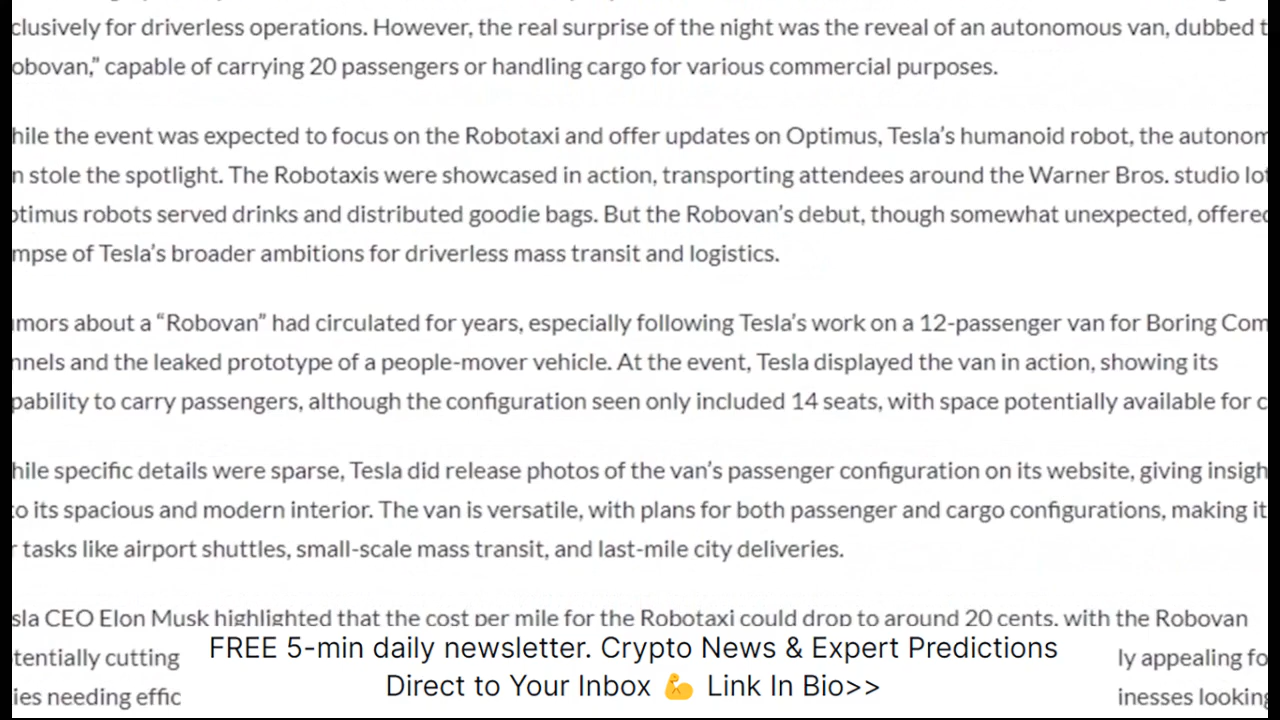 clusively for driverless operations. However, the real surprise of the night was the reveal of an autonomous van, dubbed t
obovan,” capable of carrying 20 passengers or handling cargo for various commercial purposes.
hile the event was expected to focus on the Robotaxi and offer updates on Optimus, Tesla’s humanoid robot, the autonom
n stole the spotlight. The Robotaxis were showcased in action, transporting attendees around the Warner Bros. studio lot
ptimus robots served drinks and distributed goodie bags. But the Robovan’s debut, though somewhat unexpected, offered
mpse of Tesla’s broader ambitions for driverless mass transit and logistics.
mors about a “Robovan” had circulated for years, especially following Tesla’s work on a 12-passenger van for Boring Com
nnels and the leaked prototype of a people-mover vehicle. At the event, Tesla displayed the van in action, showing its
pability to carry passengers, although the configuration seen only included 14 seats, with space potentially available for c
hile specific details were sparse, Tesla did release photos of the van’s passenger configuration on its website, giving insigh
to its spacious and modern interior. The van is versatile, with plans for both passenger and cargo configurations, making it
r tasks like airport shuttles, small-scale mass transit, and last-mile city deliveries.
sla CEO Elon Musk highlighted that the cost per mile for the Robotaxi could drop to around 20 cents, with the Robovan
tentially cutting ly appealing fo
ies needing effic inesses looking
FREE 5-min daily newsletter. Crypto News & Expert Predictions
Direct to Your Inbox 💪 Link In Bio>>